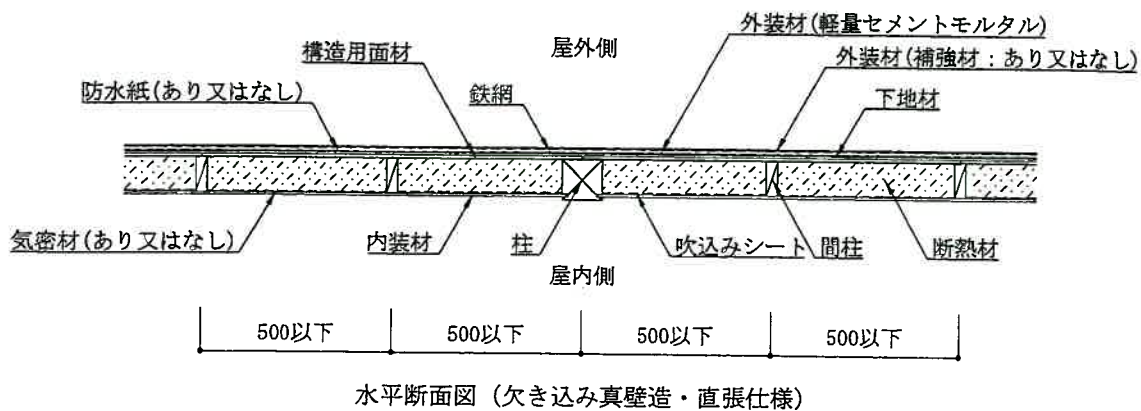 外装材(軽量セメントモルタル)
屋外側
構造用面材
外装材(補強材：あり又はなし)
防水紙(あり又はなし)
鉄網
下地材
気密材(あり又はなし)
内装材
柱
吹込みシート
間柱
断熱材
屋内側
500以下
500以下
500以下
500以下
水平断面図（欠き込み真壁造・直張仕様）